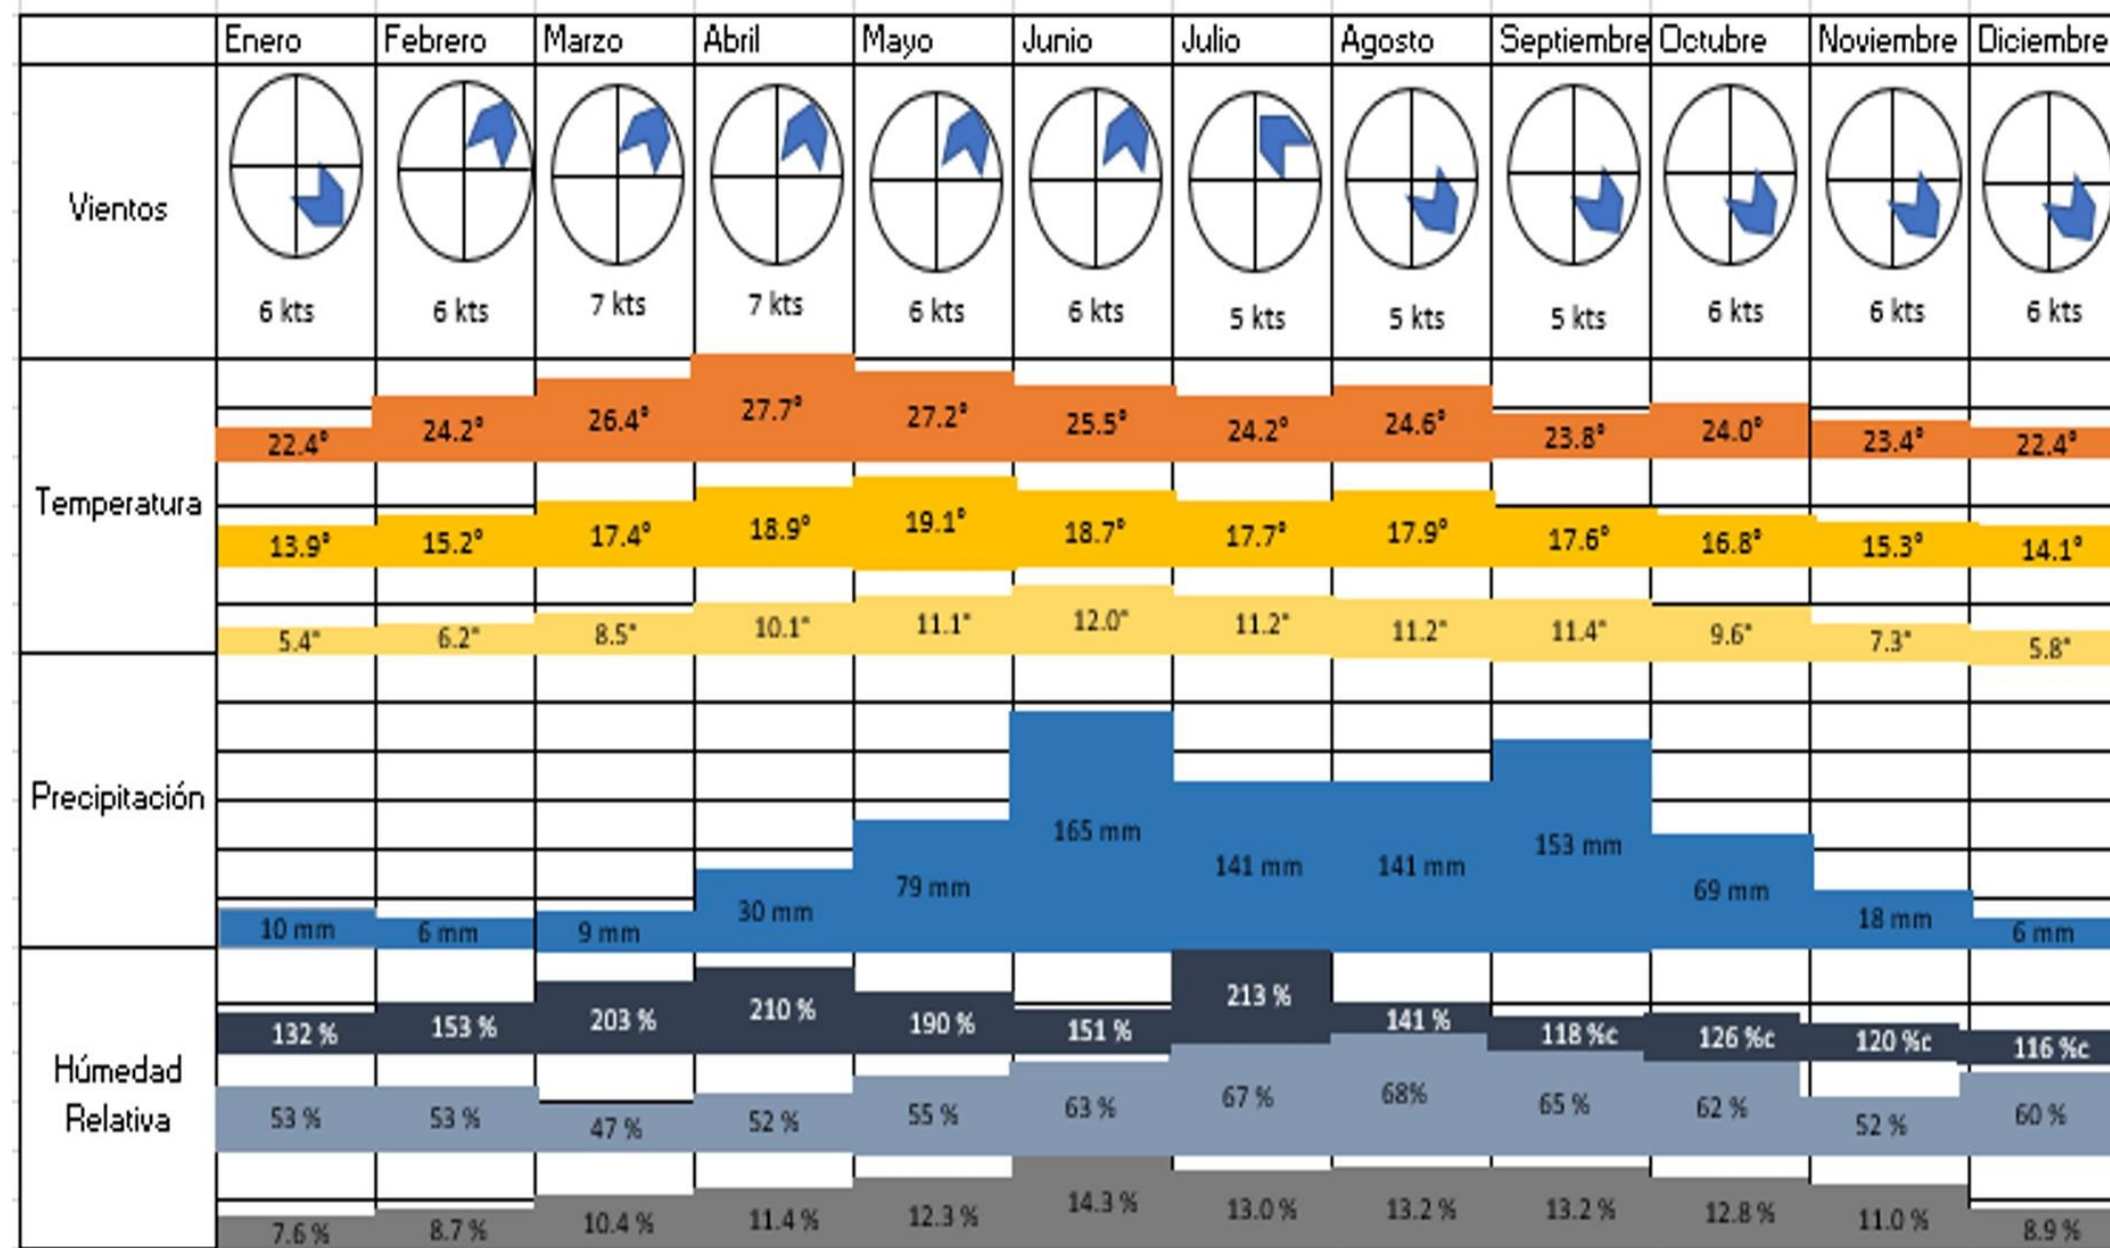 Enero Febrero Marzo Abril Mayo Junio Julio Agosto Septiembre Octubre Noviembre Diciembre
Vientos
6 kts 6 kts 7 kts 7 kts 6 kts 6 kts 5 kts 5 kts 5 kts 6 kts 6 kts 6 kts
Temperatura
22.4° 24.2° 26.4° 27.7° 27.2° 25.5° 24.2° 24.6° 23.8° 24.0° 23.4° 22.4°
13.9° 15.2° 17.4° 18.9° 19.1° 18.7° 17.7° 17.9° 17.6° 16.8° 15.3° 14.1°
5.4° 6.2° 8.5° 10.1° 11.1° 12.0° 11.2° 11.2° 11.4° 9.6° 7.3° 5.8°
Precipitación
10 mm 6 mm 9 mm 30 mm 79 mm 165 mm 141 mm 141 mm 153 mm 69 mm 18 mm 6 mm
Húmedad
Relativa
132 % 153 % 203 % 210 % 190 % 151 % 213 % 141 % 118 %c 126 %c 120 %c 116 %c
53 % 53 % 47 % 52 % 55 % 63 % 67 % 68% 65 % 62 % 52 % 60 %
7.6 % 8.7 % 10.4 % 11.4 % 12.3 % 14.3 % 13.0 % 13.2 % 13.2 % 12.8 % 11.0 % 8.9 %